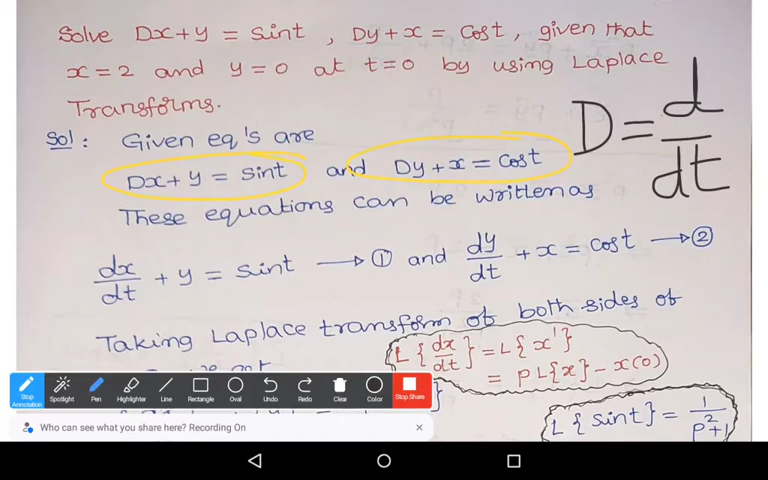 Solve Dx+y = Sint , Dy+x = Cost , given that
x=2 and y=0 at t=0 by using Laplace
Transforms.
D = d/dt
Sol: Given eq's are
Dx+y = Sint and Dy+x = Cost
These equations can be written as
dx/dt + y = Sint → ① and dy/dt + x = Cost → ②
Taking Laplace transform of both sides of
L{dx/dt} = L{x'}
= P L{x} - x(0)
L{Sint} = 1/P²+1
Stop Annotation
Spotlight
Pen
Highlighter
Line
Rectangle
Oval
Undo
Redo
Clear
Color
Stop Share
Who can see what you share here? Recording On